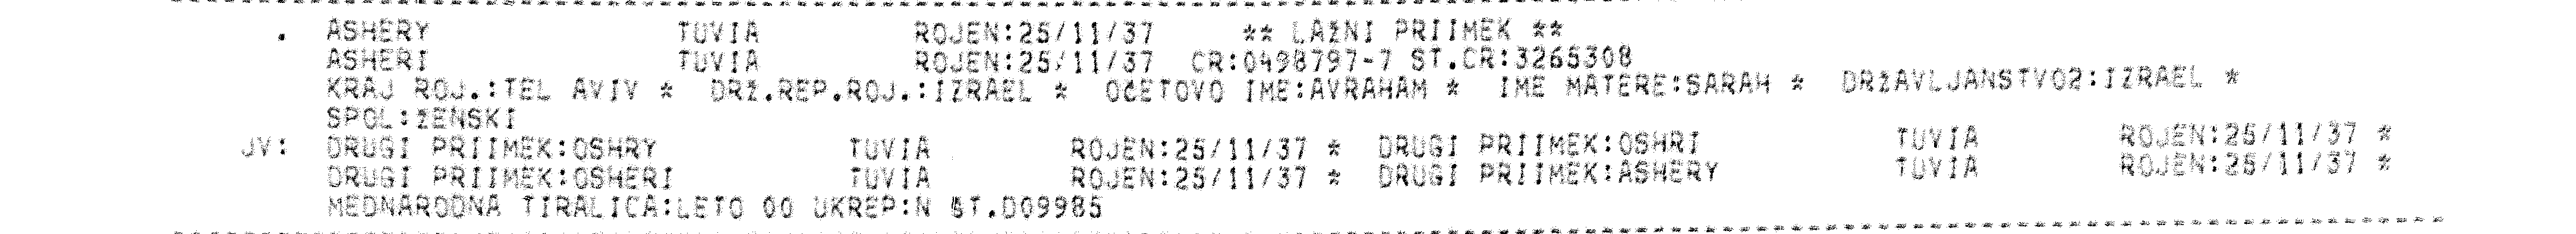 . ASHERY TUVIA ROJEN:25/11/37 ** LAŽNI PRIIMEK **
ASHERI TUVIA ROJEN:25/11/37 CR:0498797-7 ST.CR:3265308
KRAJ ROJ.:TEL AVIV * DRŽ.REP.ROJ.:IZRAEL * OČETOVO IME:AVRAHAM * IME MATERE:SARAH * DRŽAVLJANSTVO2:IZRAEL *
SPOL:ŽENSKI
JV: DRUGI PRIIMEK:OSHRY TUVIA ROJEN:25/11/37 * DRUGI PRIIMEK:OSHRI TUVIA ROJEN:25/11/37 *
DRUGI PRIIMEK:OSHERI TUVIA ROJEN:25/11/37 * DRUGI PRIIMEK:ASHERY TUVIA ROJEN:25/11/37 *
MEDNARODNA TIRALICA:LETO 00 UKREP:N ŠT.D09985